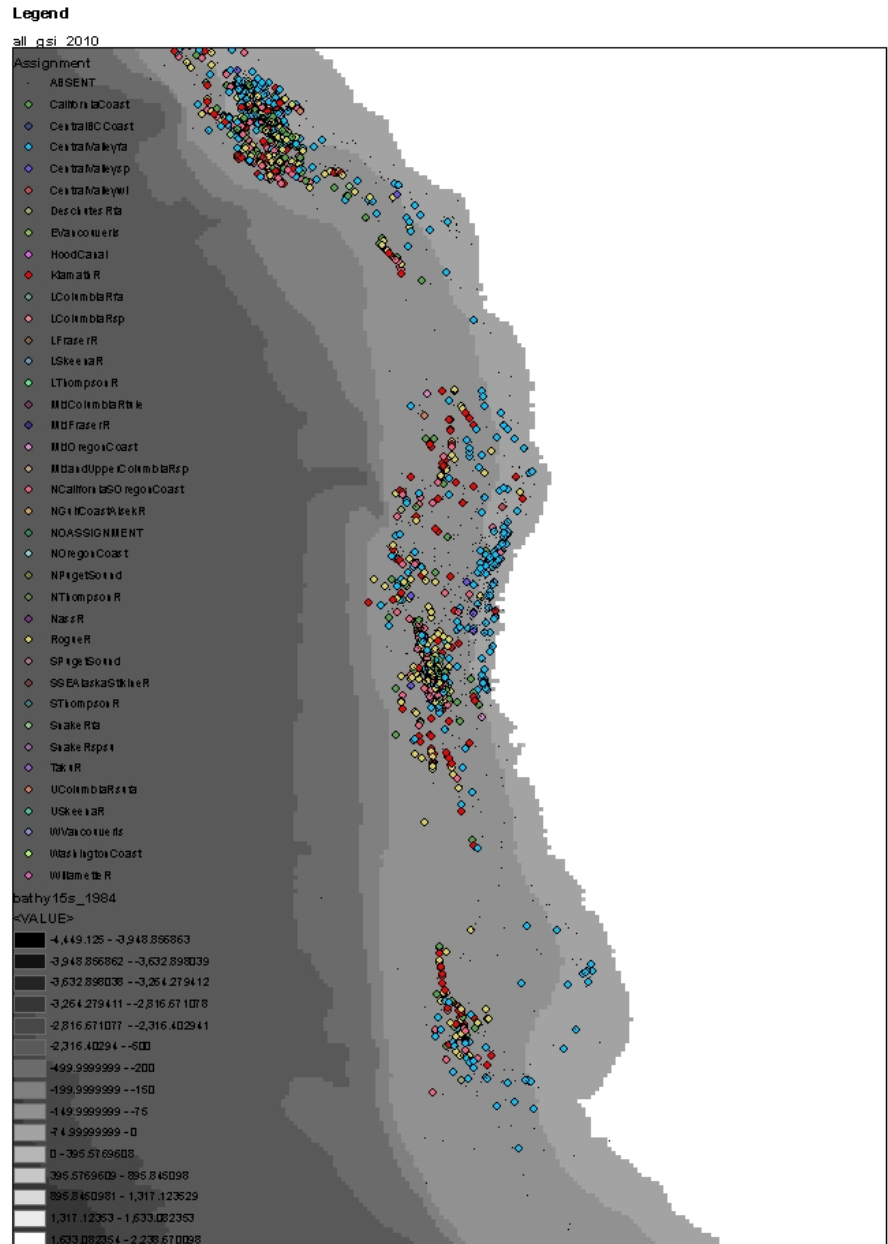 Legend
all_gsi_2010
Assignment
ABSENT
CaliforniaCoast
CentralBCCoast
CentralValleyfa
CentralValleysp
CentralValleywi
DeschutesRfa
EVancouverIs
HoodCanal
KlamathR
LColumbiaRfa
LColumbiaRsp
LFraserR
LSkeenaR
LThompsonR
MidColumbiaRtule
MidFraserR
MidOregonCoast
MidandUpperColumbiaRsp
NCaliforniaSOregonCoast
NGulfCoastAlsekR
NOASSIGNMENT
NOregonCoast
NPugetSound
NThompsonR
NassR
RogueR
SPugetSound
SSEAlaskaStikineR
SThompsonR
SnakeRfa
SnakeRspsu
TakuR
UColumbiaRsufa
USkeenaR
WVancouverIs
WashingtonCoast
WillametteR
bathy15s_1984
<VALUE>
-4,449.125 - -3,948.856863
-3,948.856862 - -3,632.898039
-3,632.898038 - -3,264.279412
-3,264.279411 - -2,816.671078
-2,816.671077 - -2,316.402941
-2,316.40294 - -500
-499.9999999 - -200
-199.9999999 - -150
-149.9999999 - -75
-74.99999999 - 0
0 - 395.5769608
395.5769609 - 895.845098
895.8450981 - 1,317.123529
1,317.12353 - 1,633.082353
1,633.082354 - 2,238.670098